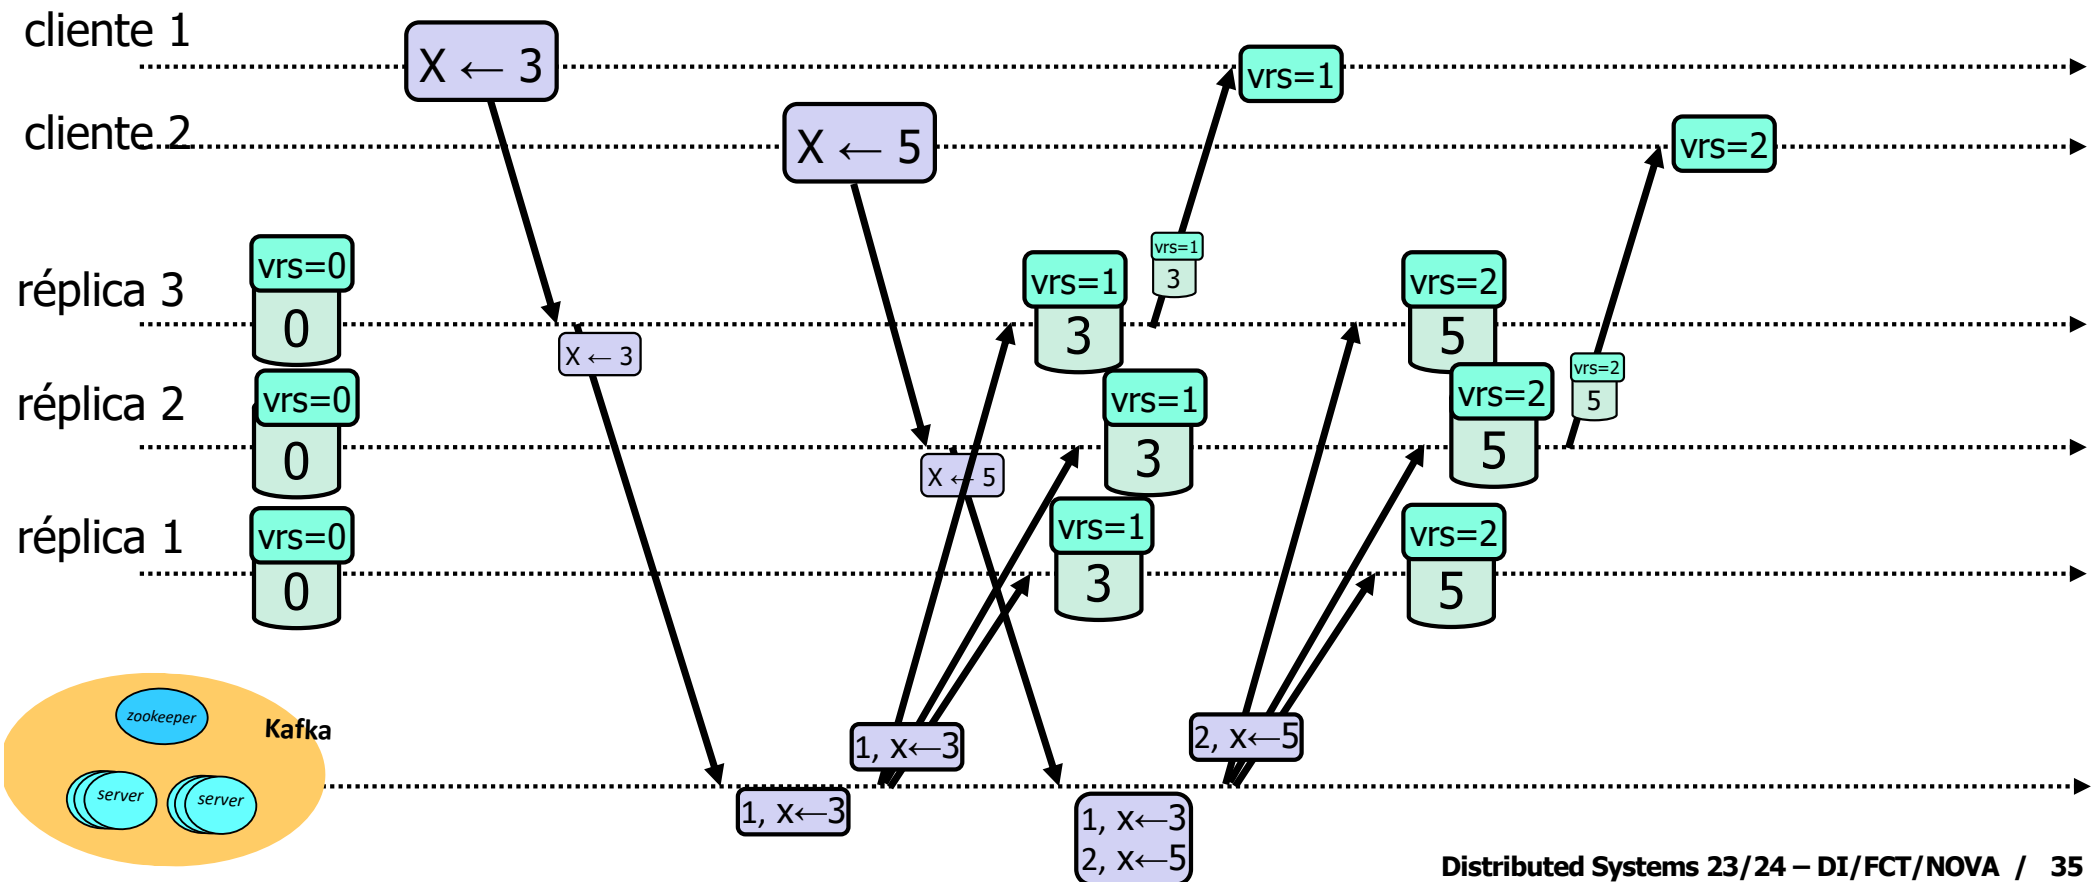 cliente 1
X ← 3
vrs=1
cliente 2
X ← 5
vrs=2
réplica 3
vrs=0
0
X ← 3
vrs=1
3
vrs=1
3
vrs=2
5
réplica 2
vrs=0
0
X ← 5
vrs=1
3
vrs=2
5
vrs=2
5
réplica 1
vrs=0
0
vrs=1
3
vrs=2
5
zookeeper
Kafka
server
server
1, x←3
1, x←3
2, x←5
1, x←3
2, x←5
Distributed Systems 23/24 – DI/FCT/NOVA / 35